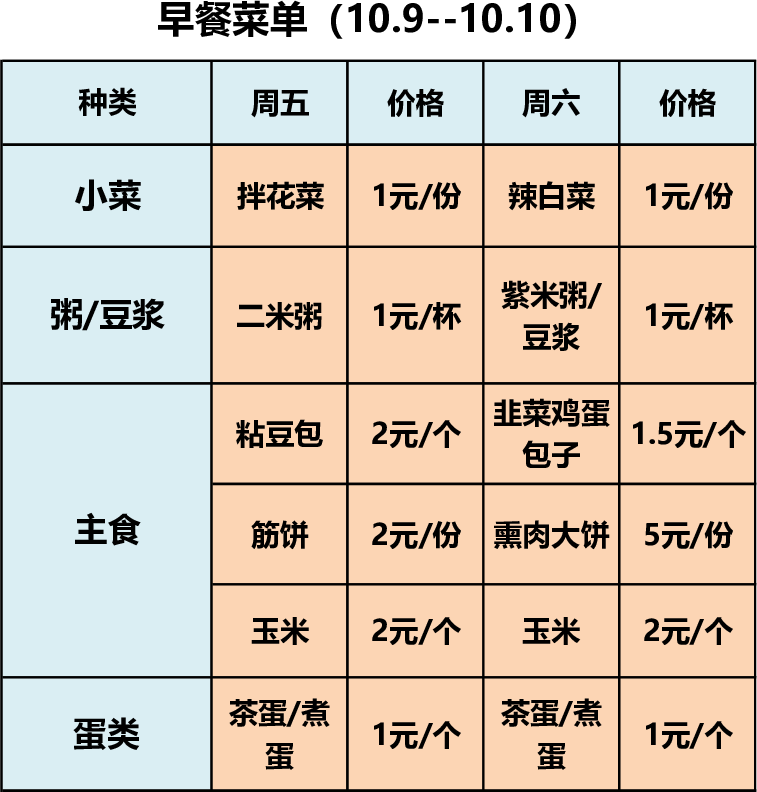 早餐菜单（10.9--10.10）
种类 周五 价格 周六 价格
小菜 拌花菜 1元/份 辣白菜 1元/份
粥/豆浆 二米粥 1元/杯 紫米粥/
豆浆 1元/杯
主食 粘豆包 2元/个 韭菜鸡蛋
包子 1.5元/个
筋饼 2元/份 熏肉大饼 5元/份
玉米 2元/个 玉米 2元/个
蛋类 茶蛋/煮
蛋 1元/个 茶蛋/煮
蛋 1元/个